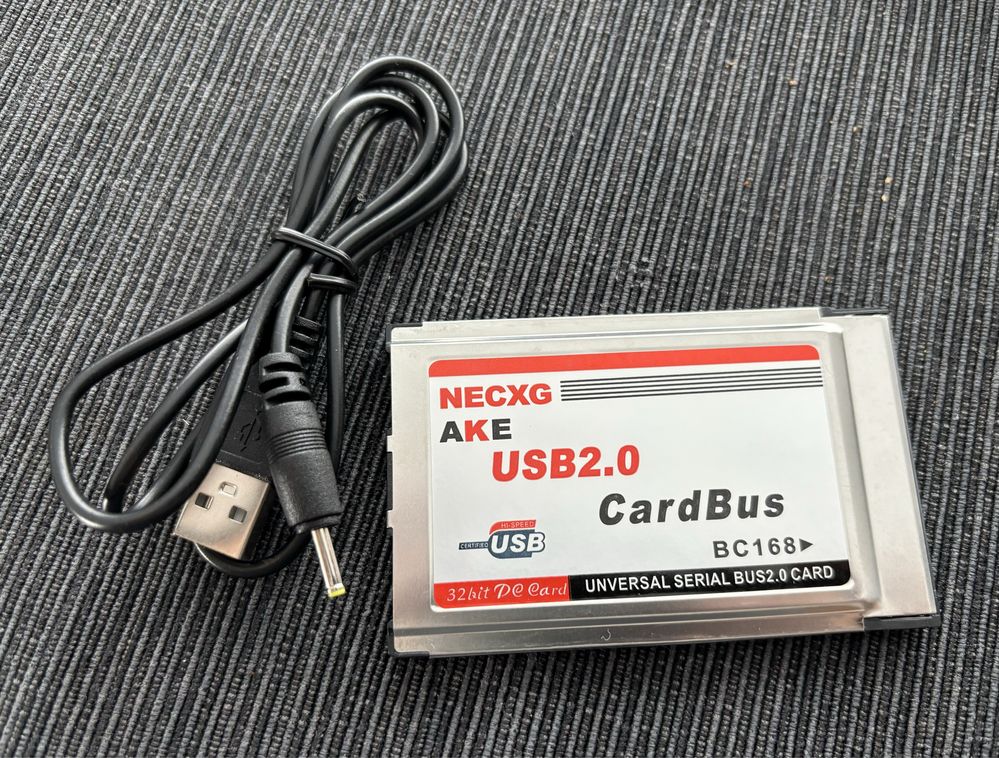 NECXG
AKE
USB2.0
CardBus
HI-SPEED
CERTIFIED USB
BC168►
32bit PC Card
UNVERSAL SERIAL BUS2.0 CARD